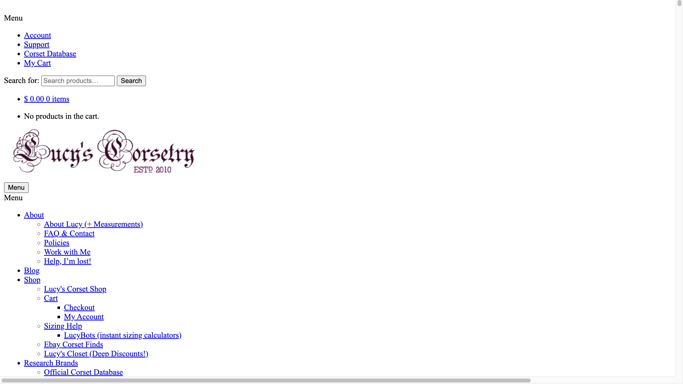 Menu
Account
Support
Corset Database
My Cart
Search for: Search products… Search
$ 0.00 0 items
No products in the cart.
Lucy's Corsetry
ESTD 2010
Menu
Menu
About
About Lucy (+ Measurements)
FAQ & Contact
Policies
Work with Me
Help, I'm lost!
Blog
Shop
Lucy's Corset Shop
Cart
Checkout
My Account
Sizing Help
LucyBots (instant sizing calculators)
Ebay Corset Finds
Lucy's Closet (Deep Discounts!)
Research Brands
Official Corset Database